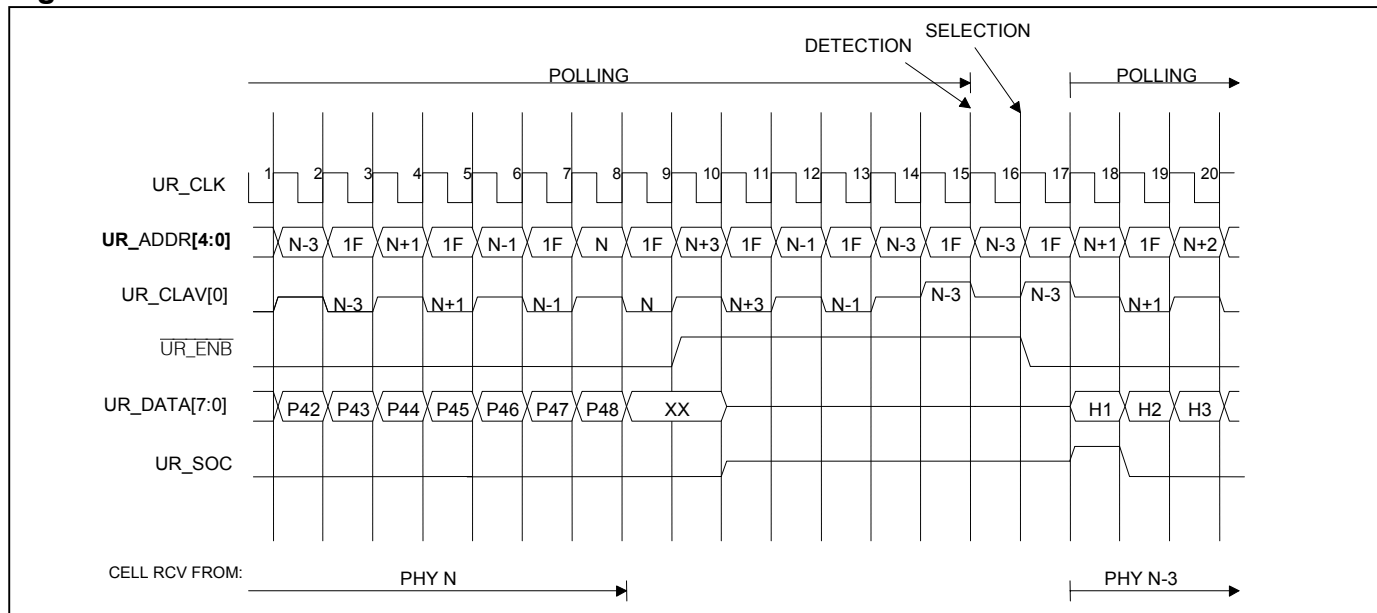 SELECTION
DETECTION
POLLING POLLING
UR_CLK 1 2 3 4 5 6 7 8 9 10 11 12 13 14 15 16 17 18 19 20
UR_ADDR[4:0] N-3 1F N+1 1F N-1 1F N 1F N+3 1F N-1 1F N-3 1F N-3 1F N+1 1F N+2
UR_CLAV[0] N-3 N+1 N-1 N N+3 N-1 N-3 N-3 N+1
UR_ENB
UR_DATA[7:0] P42 P43 P44 P45 P46 P47 P48 XX H1 H2 H3
UR_SOC
CELL RCV FROM: PHY N PHY N-3